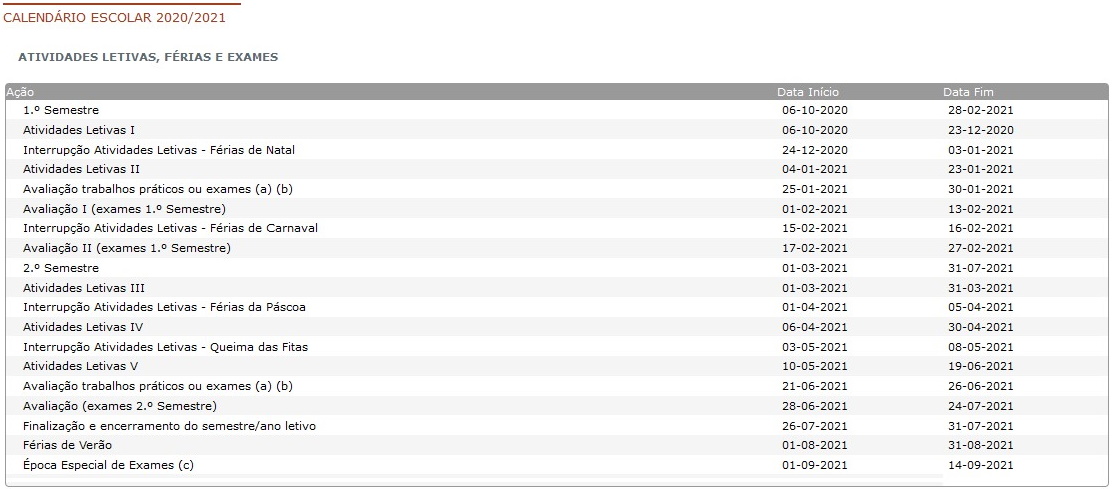 CALENDÁRIO ESCOLAR 2020/2021
ATIVIDADES LETIVAS, FÉRIAS E EXAMES
Ação Data Início Data Fim
1.º Semestre 06-10-2020 28-02-2021
Atividades Letivas I 06-10-2020 23-12-2020
Interrupção Atividades Letivas - Férias de Natal 24-12-2020 03-01-2021
Atividades Letivas II 04-01-2021 23-01-2021
Avaliação trabalhos práticos ou exames (a) (b) 25-01-2021 30-01-2021
Avaliação I (exames 1.º Semestre) 01-02-2021 13-02-2021
Interrupção Atividades Letivas - Férias de Carnaval 15-02-2021 16-02-2021
Avaliação II (exames 1.º Semestre) 17-02-2021 27-02-2021
2.º Semestre 01-03-2021 31-07-2021
Atividades Letivas III 01-03-2021 31-03-2021
Interrupção Atividades Letivas - Férias da Páscoa 01-04-2021 05-04-2021
Atividades Letivas IV 06-04-2021 30-04-2021
Interrupção Atividades Letivas - Queima das Fitas 03-05-2021 08-05-2021
Atividades Letivas V 10-05-2021 19-06-2021
Avaliação trabalhos práticos ou exames (a) (b) 21-06-2021 26-06-2021
Avaliação (exames 2.º Semestre) 28-06-2021 24-07-2021
Finalização e encerramento do semestre/ano letivo 26-07-2021 31-07-2021
Férias de Verão 01-08-2021 31-08-2021
Época Especial de Exames (c) 01-09-2021 14-09-2021